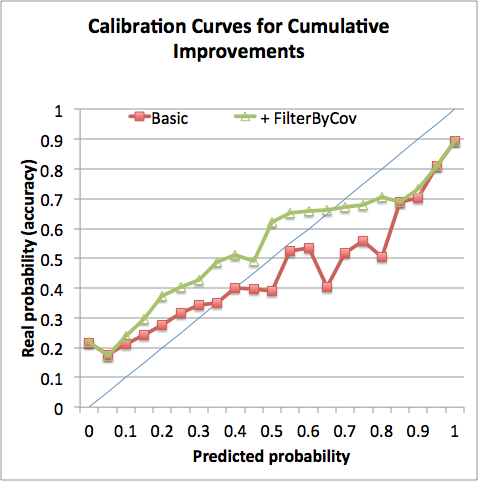 Calibration Curves for Cumulative
Improvements
Basic
+ FilterByCov
Real probability (accuracy)
1
0.9
0.8
0.7
0.6
0.5
0.4
0.3
0.2
0.1
0
0 0.1 0.2 0.3 0.4 0.5 0.6 0.7 0.8 0.9 1
Predicted probability